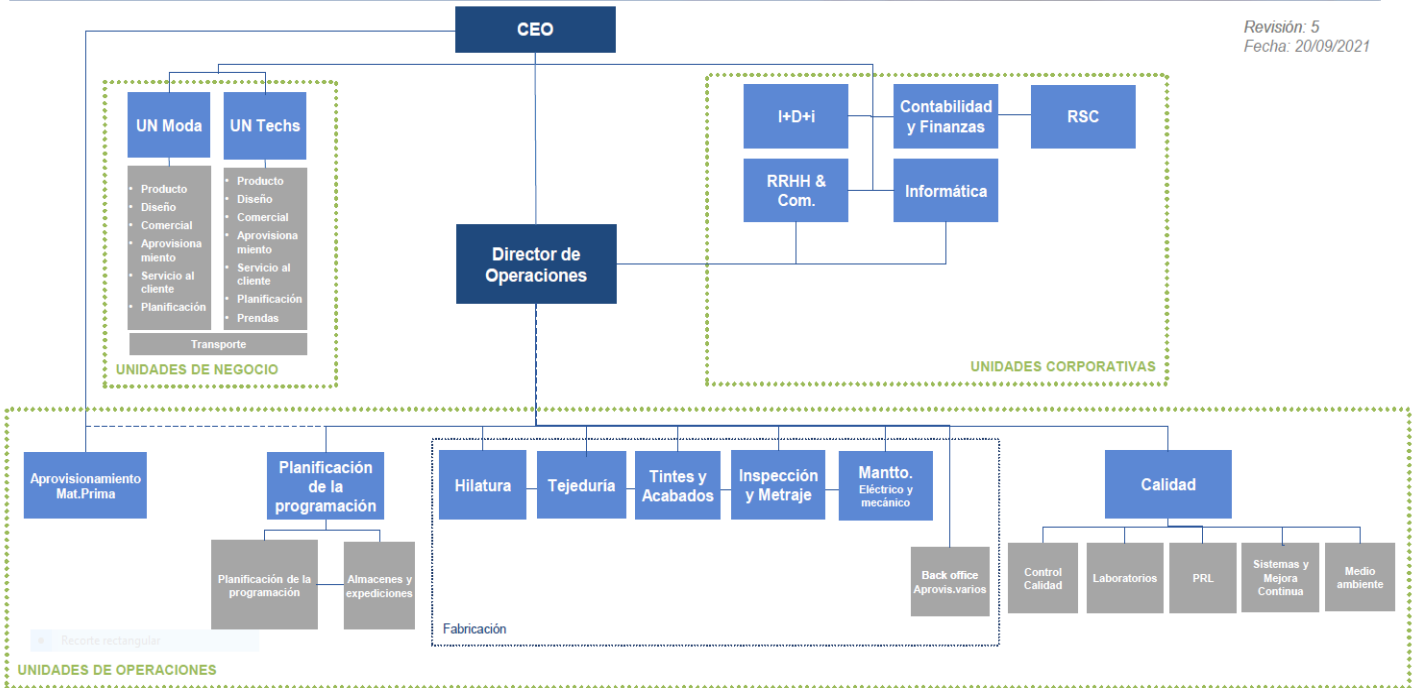 CEO
Revisión: 5
Fecha: 20/09/2021
UN Moda
UN Techs
• Producto
• Diseño
• Comercial
• Aprovisiona
miento
• Servicio al
cliente
• Planificación
• Producto
• Diseño
• Comercial
• Aprovisiona
miento
• Servicio al
cliente
• Planificación
• Prendas
Transporte
UNIDADES DE NEGOCIO
I+D+i
Contabilidad
y Finanzas
RSC
RRHH &
Com.
Informática
UNIDADES CORPORATIVAS
Director de
Operaciones
Aprovisionamiento
Mat.Prima
Planificación
de la
programación
Planificación de la
programación
Almacenes y
expediciones
Hilatura
Tejeduría
Tintes y
Acabados
Inspección
y Metraje
Mantto.
Eléctrico y
mecánico
Back office
Aprovis.varios
Fabricación
Calidad
Control
Calidad
Laboratorios
PRL
Sistemas y
Mejora
Continua
Medio
ambiente
Recorte rectangular
UNIDADES DE OPERACIONES